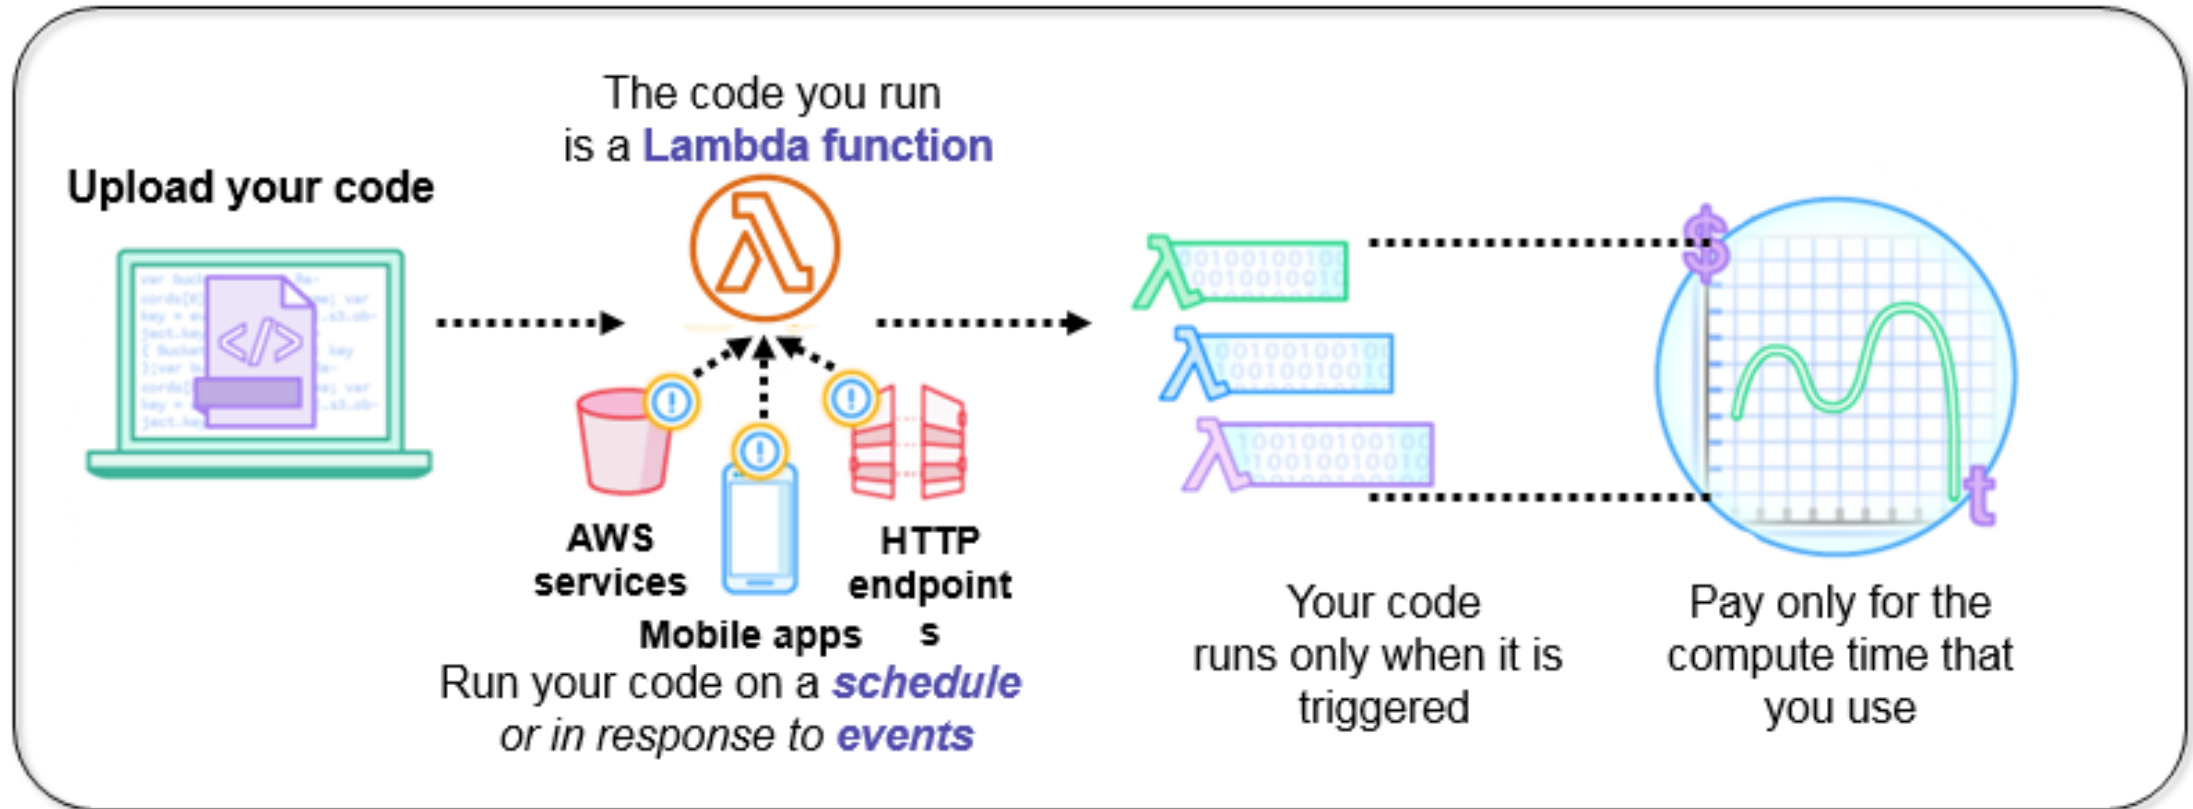 Upload your code
The code you run
is a Lambda function
</>
AWS
services
Mobile apps
HTTP
endpoint
s
Run your code on a schedule
or in response to events
Your code
runs only when it is
triggered
$
t
Pay only for the
compute time that
you use